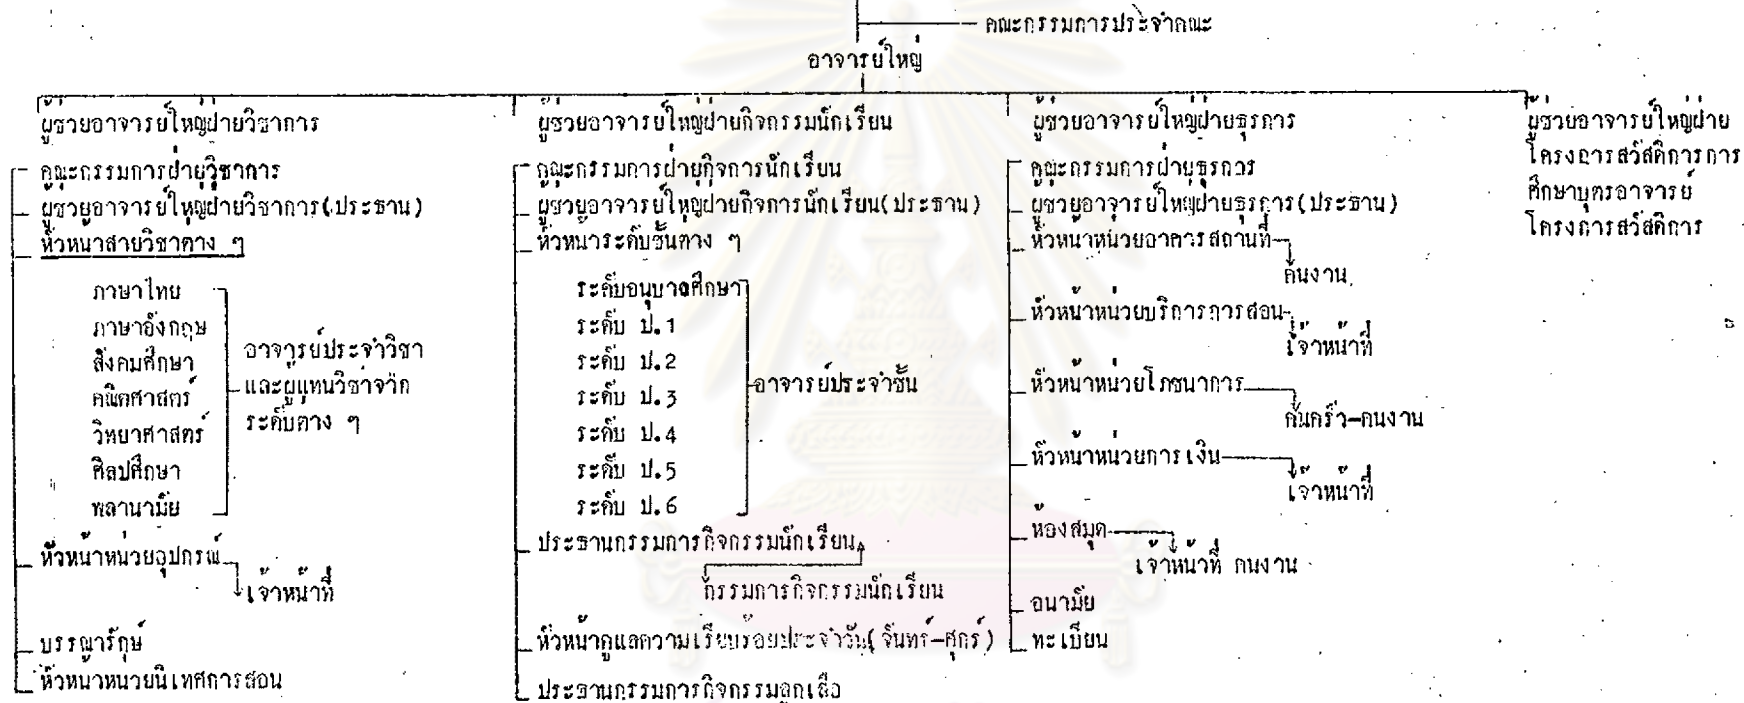 คณะกรรมการประจำคณะ
อาจารย์ใหญ่
ผู้ช่วยอาจารย์ใหญ่ฝ่ายวิชาการ
คณะกรรมการฝ่ายวิชาการ
ผู้ช่วยอาจารย์ใหญ่ฝ่ายวิชาการ(ประธาน)
หัวหน้าสายวิชาต่าง ๆ
ภาษาไทย
ภาษาอังกฤษ
สังคมศึกษา
คณิตศาสตร์
วิทยาศาสตร์
ศิลปศึกษา
พลานามัย
อาจารย์ประจำวิชา
และผู้แทนวิชาจาก
ระดับต่าง ๆ
หัวหน้าหน่วยอุปกรณ์
เจ้าหน้าที่
บรรณารักษ์
หัวหน้าหน่วยนิเทศการสอน
ผู้ช่วยอาจารย์ใหญ่ฝ่ายกิจกรรมนักเรียน
คณะกรรมการฝ่ายกิจการนักเรียน
ผู้ช่วยอาจารย์ใหญ่ฝ่ายกิจการนักเรียน(ประธาน)
หัวหน้าระดับชั้นต่าง ๆ
ระดับอนุบาลศึกษา
ระดับ ป.1
ระดับ ป.2
ระดับ ป.3
ระดับ ป.4
ระดับ ป.5
ระดับ ป.6
อาจารย์ประจำชั้น
ประธานกรรมการกิจกรรมนักเรียน
กรรมการกิจกรรมนักเรียน
หัวหน้าดูแลความเรียบร้อยประจำวัน(จันทร์-ศุกร์)
ประธานกรรมการกิจกรรมลูกเสือ
ผู้ช่วยอาจารย์ใหญ่ฝ่ายธุรการ
คณะกรรมการฝ่ายธุรการ
ผู้ช่วยอาจารย์ใหญ่ฝ่ายธุรการ(ประธาน)
หัวหน้าหน่วยอาคารสถานที่
คนงาน
หัวหน้าหน่วยบริการการสอน
เจ้าหน้าที่
หัวหน้าหน่วยโภชนาการ
คนครัว-คนงาน
หัวหน้าหน่วยการเงิน
เจ้าหน้าที่
ห้องสมุด
เจ้าหน้าที่ คนงาน
อนามัย
ทะเบียน
ผู้ช่วยอาจารย์ใหญ่ฝ่าย
โครงการสวัสดิการการ
ศึกษาบุตรอาจารย์
โครงการสวัสดิการ